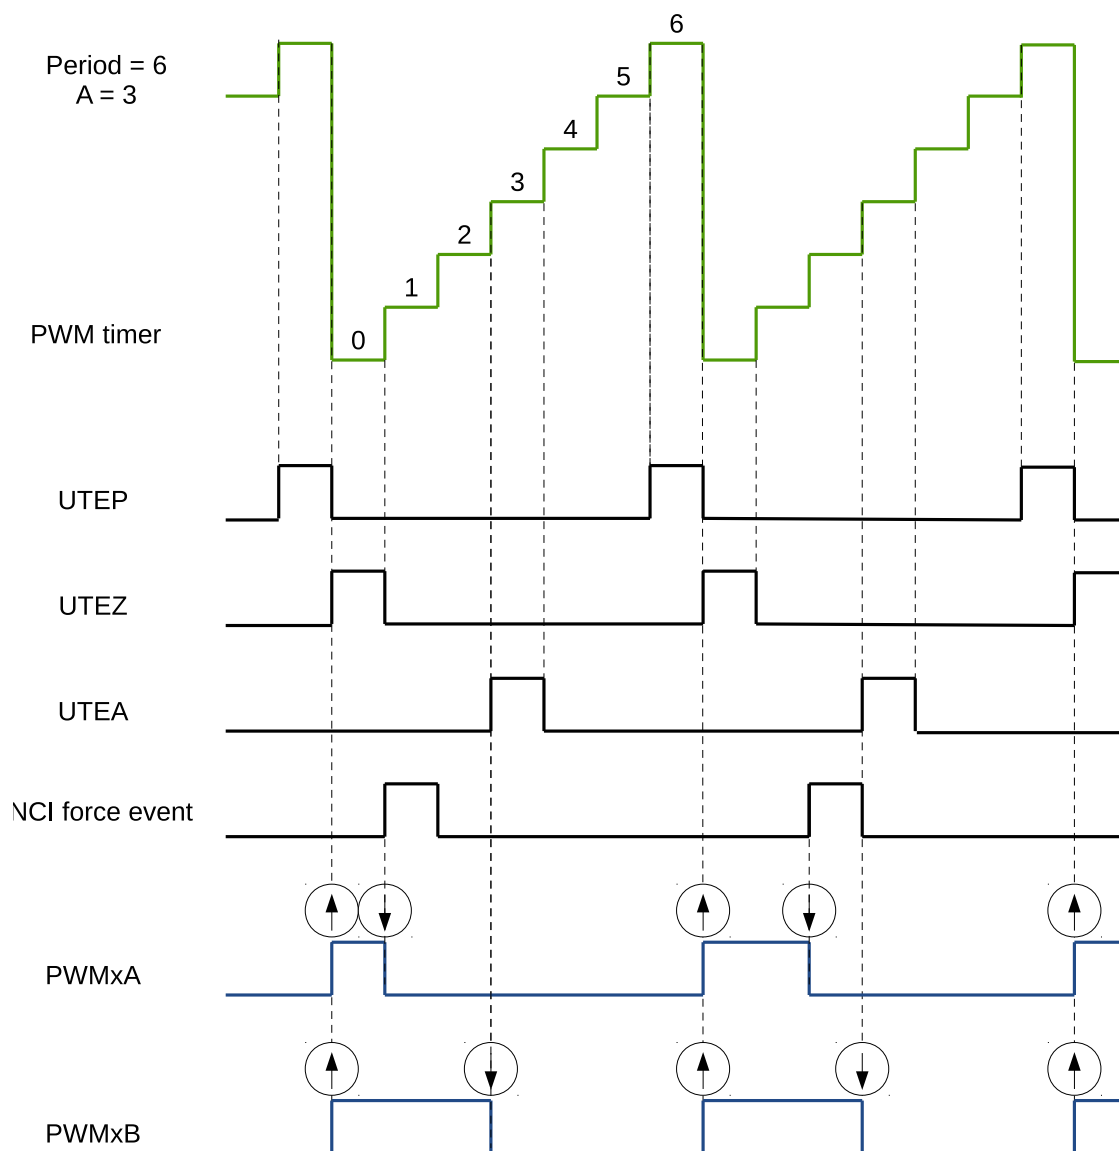 6
Period = 6
A = 3
5
4
3
2
1
0
PWM timer
UTEP
UTEZ
UTEA
NCI force event
PWMxA
PWMxB